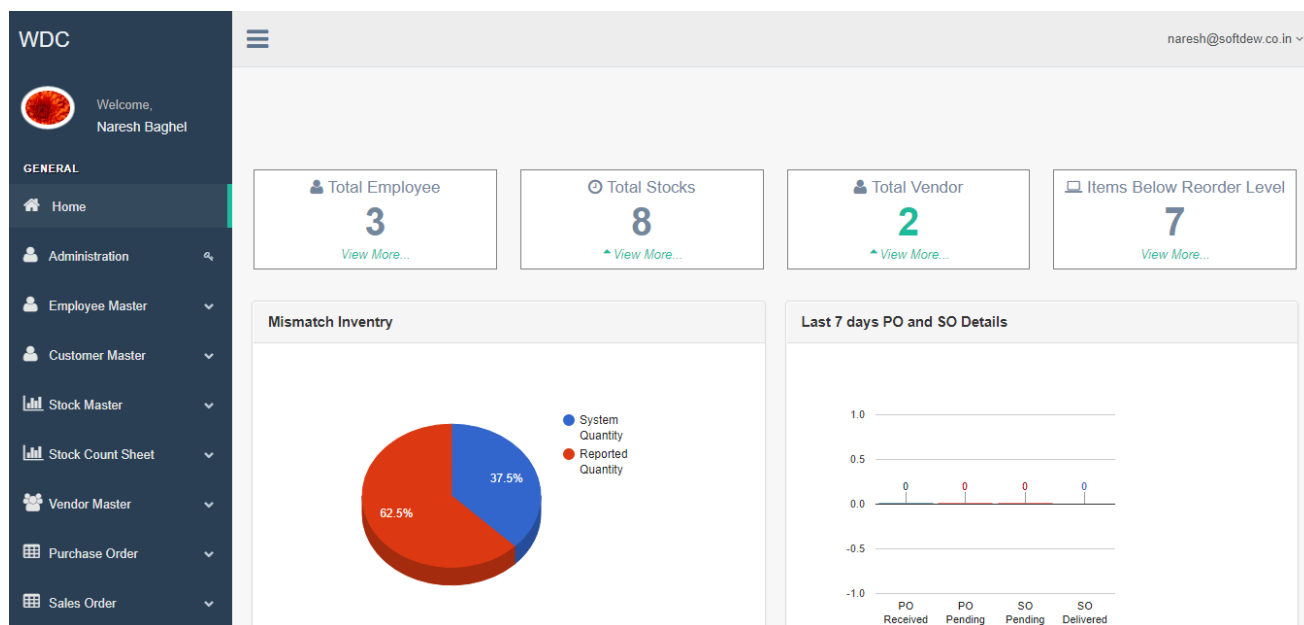 WDC
naresh@softdew.co.in
Welcome,
Naresh Baghel
GENERAL
Home
Administration
Employee Master
Customer Master
Stock Master
Stock Count Sheet
Vendor Master
Purchase Order
Sales Order
Total Employee
3
View More...
Total Stocks
8
View More...
Total Vendor
2
View More...
Items Below Reorder Level
7
View More...
Mismatch Inventry
System
Quantity
Reported
Quantity
37.5%
62.5%
Last 7 days PO and SO Details
1.0
0.5
0.0
-0.5
-1.0
0
0
0
0
PO
Received
PO
Pending
SO
Pending
SO
Delivered